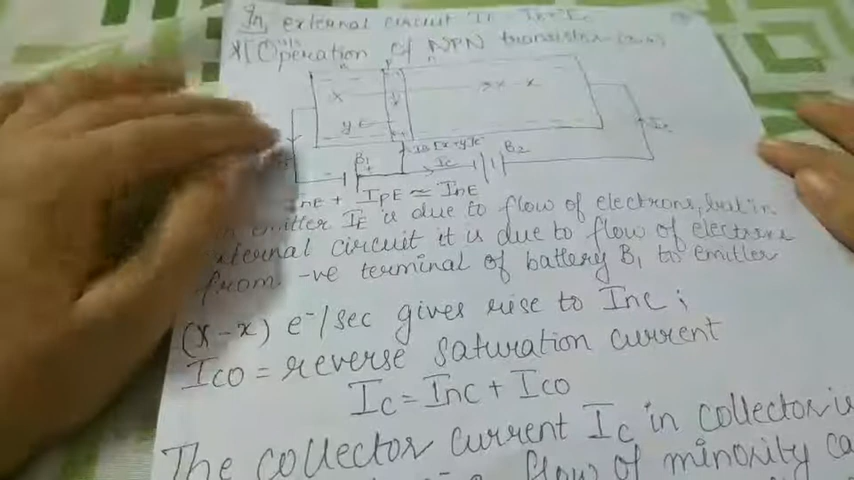 In external circuit
*[Operation of NPN transistor
n P n
x x
y
B1 Ic B2
InE + IpE ≈ InE
emitter IE is due to flow of electrons, but in
circuit it is due to flow of electrons
from -ve terminal of battery B1 to emitter
(X-x) e-/sec gives rise to Inc ;
Ico = reverse saturation current
Ic = Inc + Ico
The collector current Ic in collector is
flow of minority ca